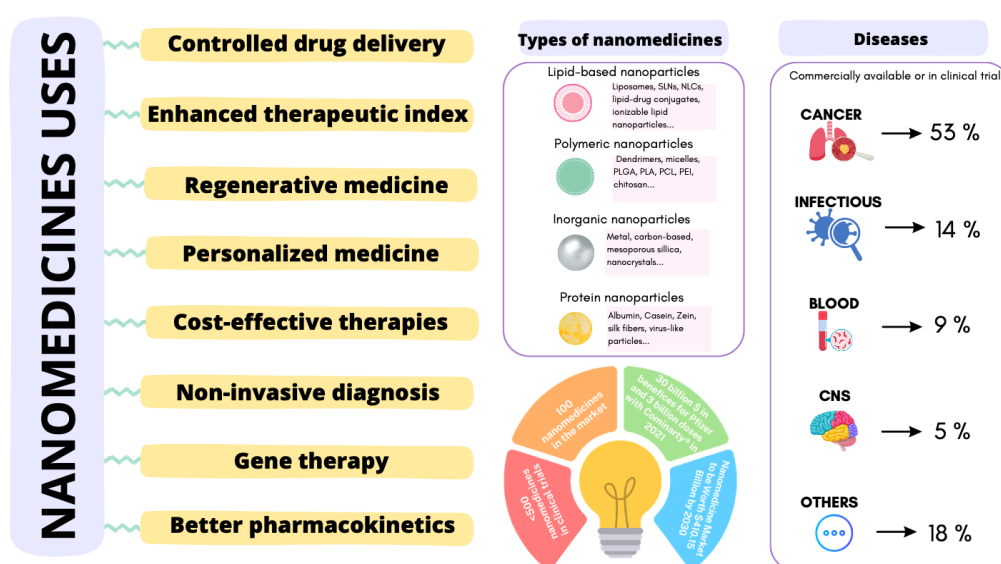 NANOMEDICINES USES
Controlled drug delivery
Enhanced therapeutic index
Regenerative medicine
Personalized medicine
Cost-effective therapies
Non-invasive diagnosis
Gene therapy
Better pharmacokinetics
Types of nanomedicines
Lipid-based nanoparticles
Liposomes, SLNs, NLCs,
lipid-drug conjugates,
ionizable lipid
nanoparticles...
Polymeric nanoparticles
Dendrimers, micelles,
PLGA, PLA, PCL, PEI,
chitosan...
Inorganic nanoparticles
Metal, carbon-based,
mesoporous sillica,
nanocrystals...
Protein nanoparticles
Albumin, Casein, Zein,
silk fibers, virus-like
particles...
<500
nanomedicines
in clinical trials
100
nanomedicines
in the market
30 billion $ in
benefices for Pfizer
and 3 billion doses
with Cominarty® in
2021
Nanomedicine Market
to be Worth $410.15
Billion by 2030
Diseases
Commercially available or in clinical trial
CANCER
53 %
INFECTIOUS
14 %
BLOOD
9 %
CNS
5 %
OTHERS
18 %